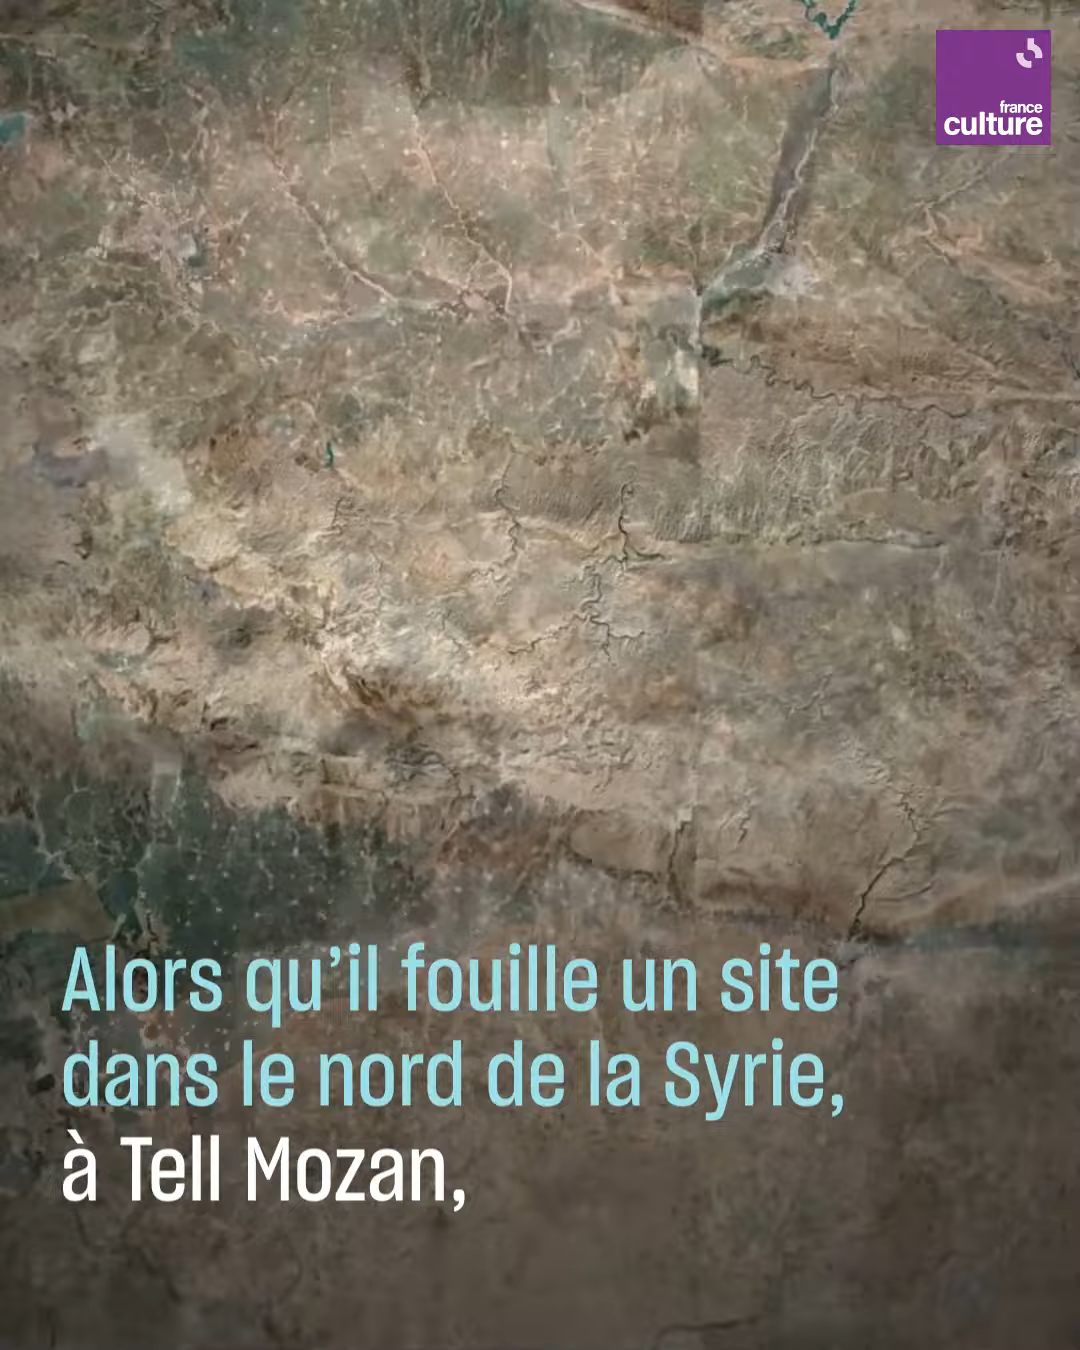 france
culture
Alors qu’il fouille un site
dans le nord de la Syrie,
à Tell Mozan,